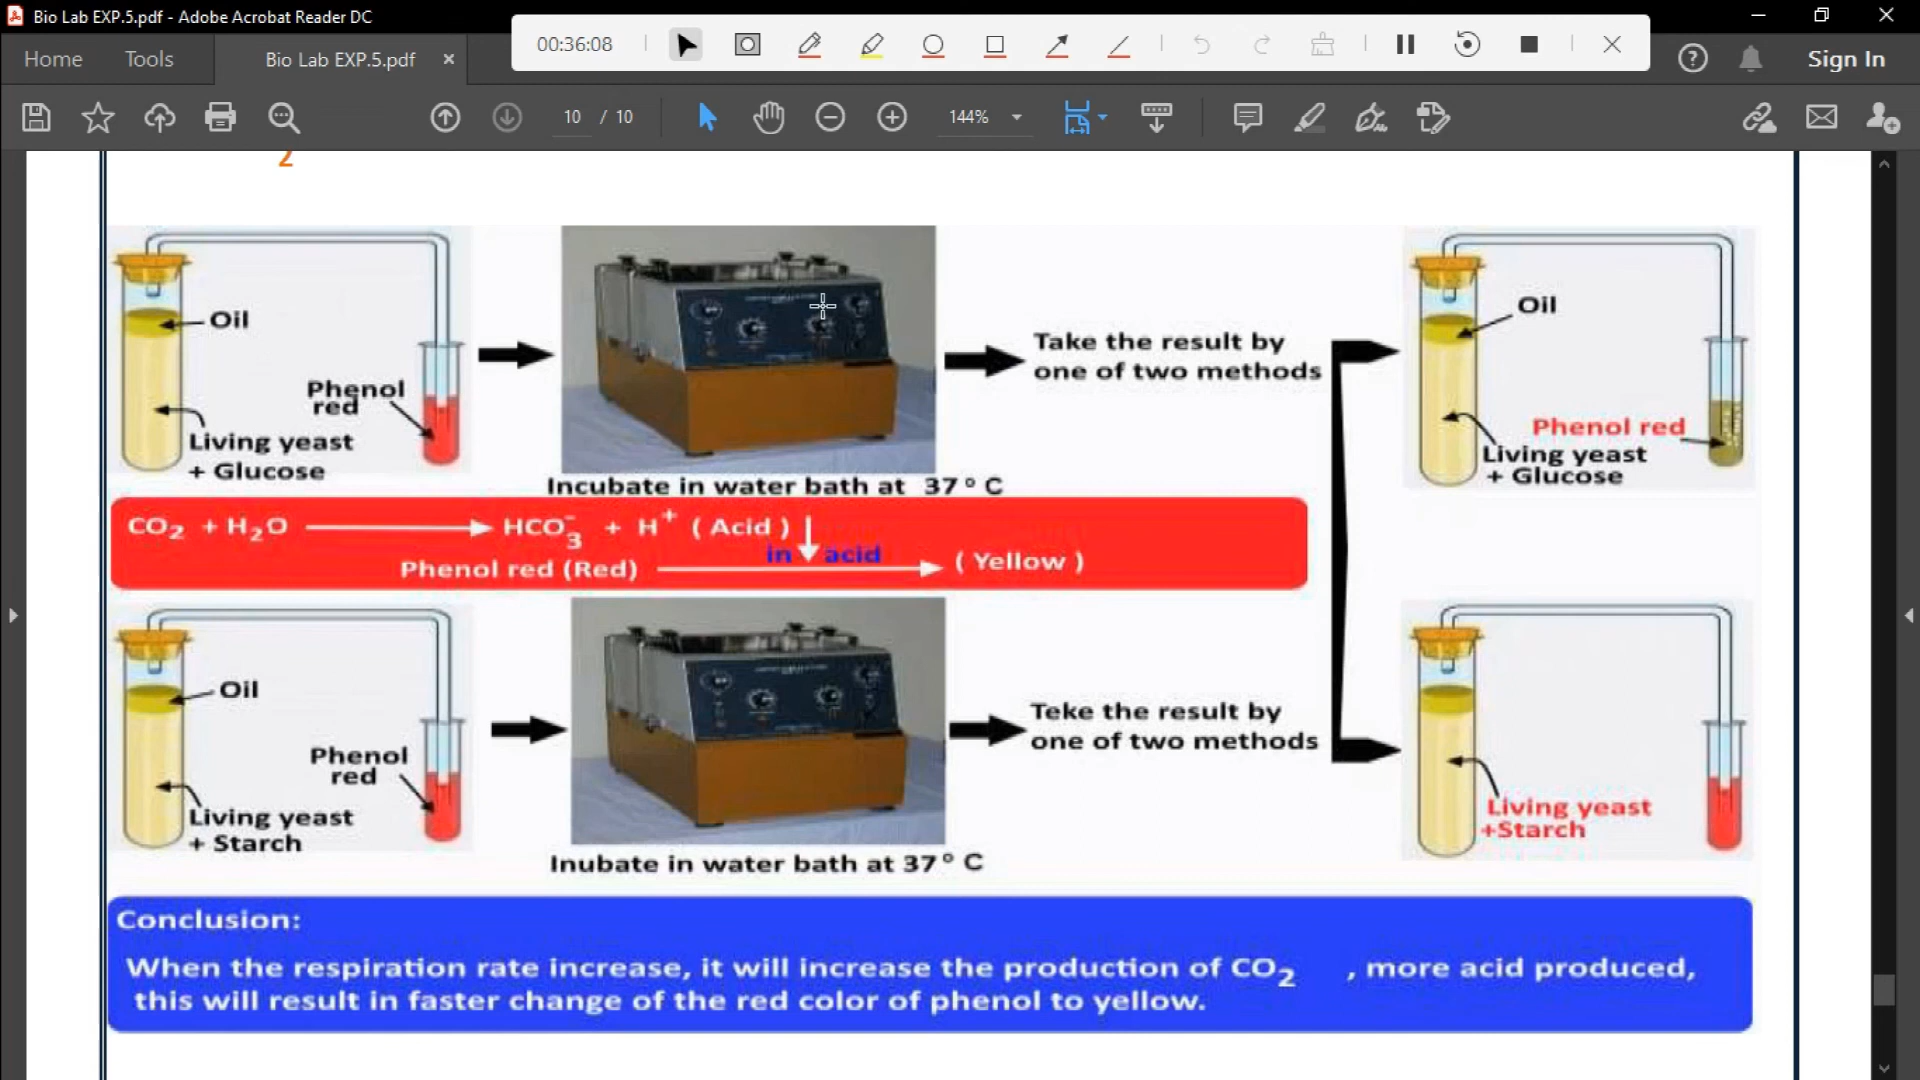 Bio Lab EXP.5.pdf - Adobe Acrobat Reader DC
00:36:08
Home
Tools
Bio Lab EXP.5.pdf
Sign In
10 / 10
144%
2
Oil
Phenol
red
Living yeast
+ Glucose
Incubate in water bath at 37° C
Take the result by
one of two methods
Oil
Phenol red
Living yeast
+ Glucose
CO₂ + H₂O HCO₃⁻ + H⁺ ( Acid )
in acid
Phenol red (Red) ( Yellow )
Oil
Phenol
red
Living yeast
+ Starch
Inubate in water bath at 37° C
Teke the result by
one of two methods
Living yeast
+Starch
Conclusion:
When the respiration rate increase, it will increase the production of CO₂ , more acid produced,
this will result in faster change of the red color of phenol to yellow.